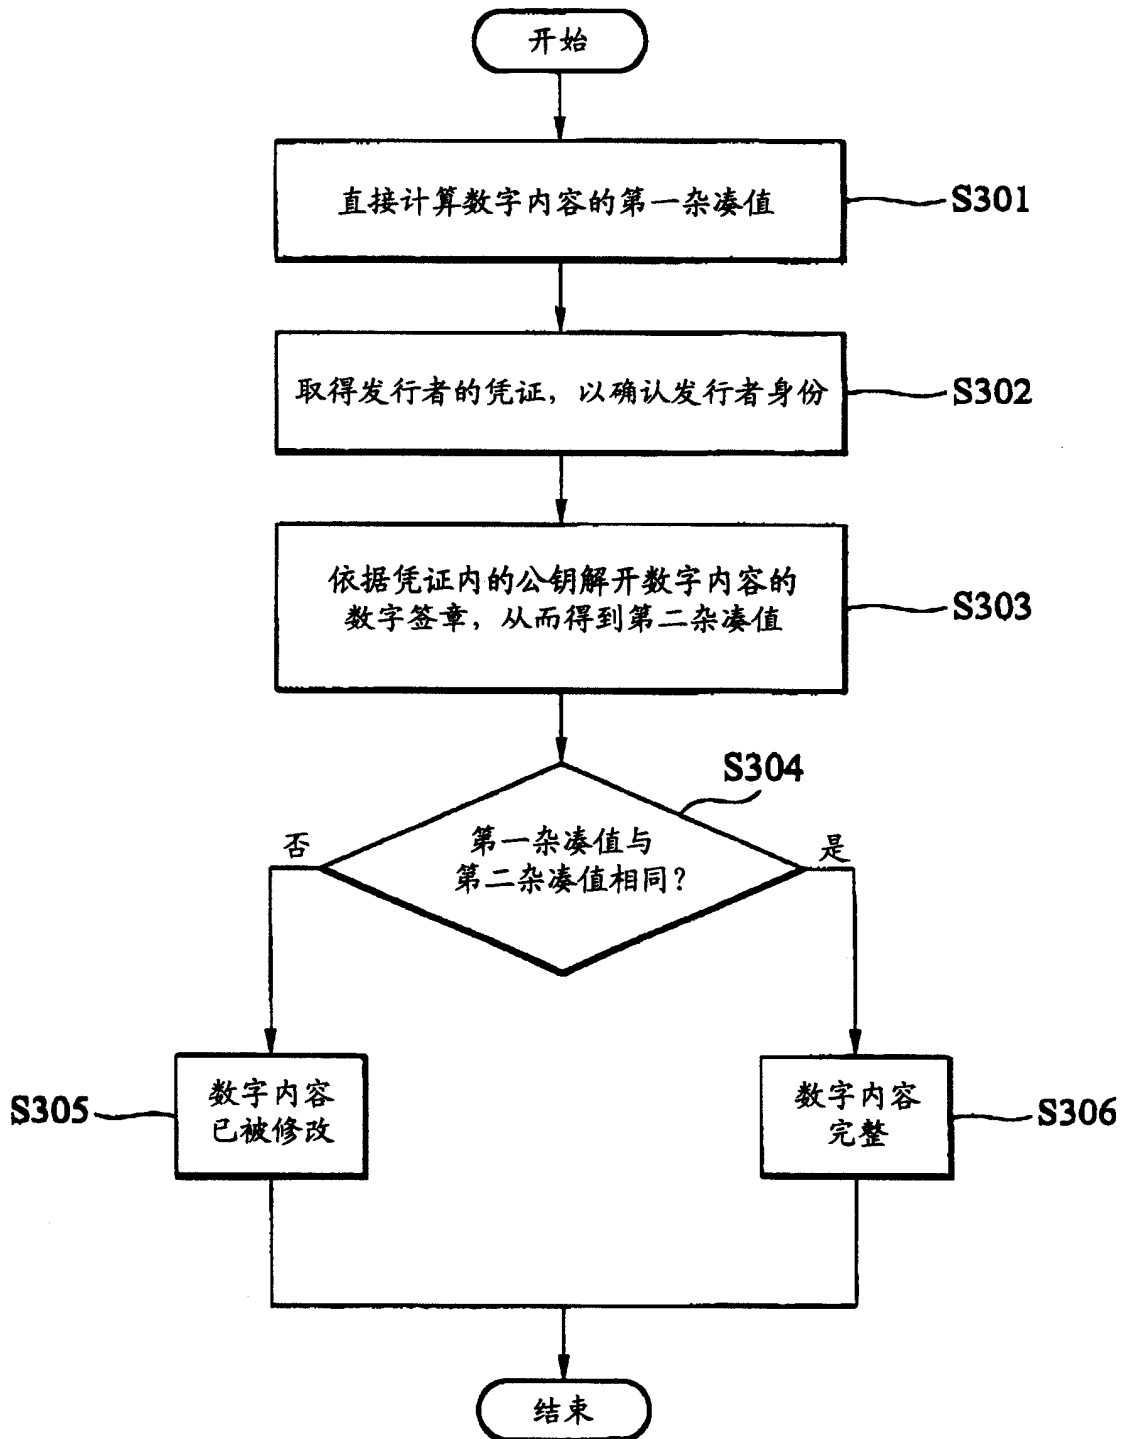 开始
直接计算数字内容的第一杂凑值
S301
取得发行者的凭证，以确认发行者身份
S302
依据凭证内的公钥解开数字内容的
数字签章，从而得到第二杂凑值
S303
S304
第一杂凑值与
第二杂凑值相同？
否
是
数字内容
已被修改
S305
数字内容
完整
S306
结束